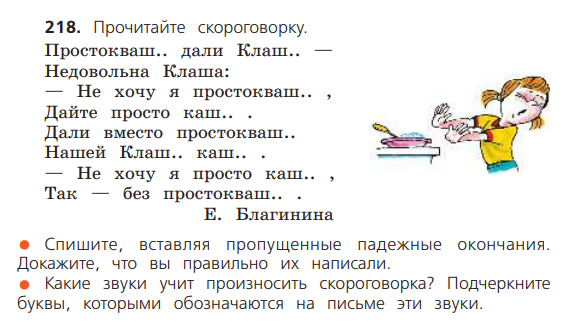 218. Прочитайте скороговорку.
Простокваш.. дали Клаш.. —
Недовольна Клаша:
— Не хочу я простокваш.. ,
Дайте просто каш.. .
Дали вместо простокваш..
Нашей Клаш.. каш.. .
— Не хочу я просто каш.. ,
Так — без простокваш.. .
Е. Благинина
● Спишите, вставляя пропущенные падежные окончания.
Докажите, что вы правильно их написали.
● Какие звуки учит произносить скороговорка? Подчеркните
буквы, которыми обозначаются на письме эти звуки.